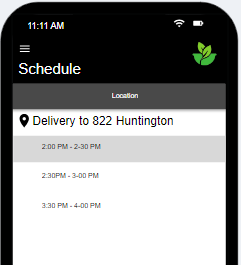 11:11 AM
Schedule
Location
Delivery to 822 Huntington
2:00 PM - 2-30 PM
2:30PM - 3-00 PM
3:30 PM - 4-00 PM